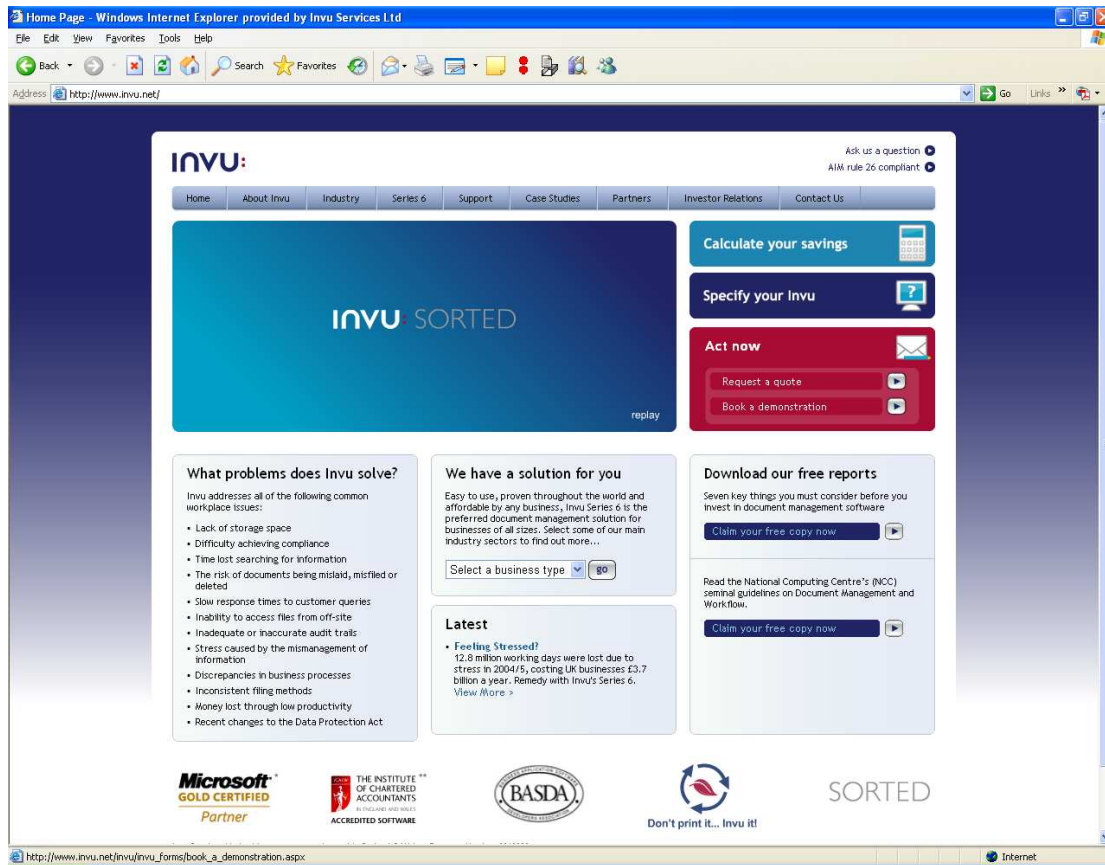 Home Page - Windows Internet Explorer provided by Invu Services Ltd
File Edit View Favorites Tools Help
Back Search Favorites
Address http://www.invu.net/ Go Links »
INVU:
Ask us a question
AIM rule 26 compliant
Home About Invu Industry Series 6 Support Case Studies Partners Investor Relations Contact Us
INVU: SORTED
replay
Calculate your savings
Specify your Invu
?
Act now
Request a quote
Book a demonstration
What problems does Invu solve?
Invu addresses all of the following common
workplace issues:
• Lack of storage space
• Difficulty achieving compliance
• Time lost searching for information
• The risk of documents being mislaid, misfiled or
deleted
• Slow response times to customer queries
• Inability to access files from off-site
• Inadequate or inaccurate audit trails
• Stress caused by the mismanagement of
information
• Discrepancies in business processes
• Inconsistent filing methods
• Money lost through low productivity
• Recent changes to the Data Protection Act
We have a solution for you
Easy to use, proven throughout the world and
affordable by any business, Invu Series 6 is the
preferred document management solution for
businesses of all sizes. Select some of our main
industry sectors to find out more...
Select a business type go
Latest
• Feeling Stressed?
12.8 million working days were lost due to
stress in 2004/5, costing UK businesses £3.7
billion a year. Remedy with Invu's Series 6.
View More >
Download our free reports
Seven key things you must consider before you
invest in document management software
Claim your free copy now
Read the National Computing Centre's (NCC)
seminal guidelines on Document Management and
Workflow.
Claim your free copy now
Microsoft
GOLD CERTIFIED
Partner
THE INSTITUTE **
OF CHARTERED
ACCOUNTANTS
IN ENGLAND AND WALES
ACCREDITED SOFTWARE
BASDA
Don't print it... Invu it!
SORTED
http://www.invu.net/invu/invu_forms/book_a_demonstration.aspx
Internet